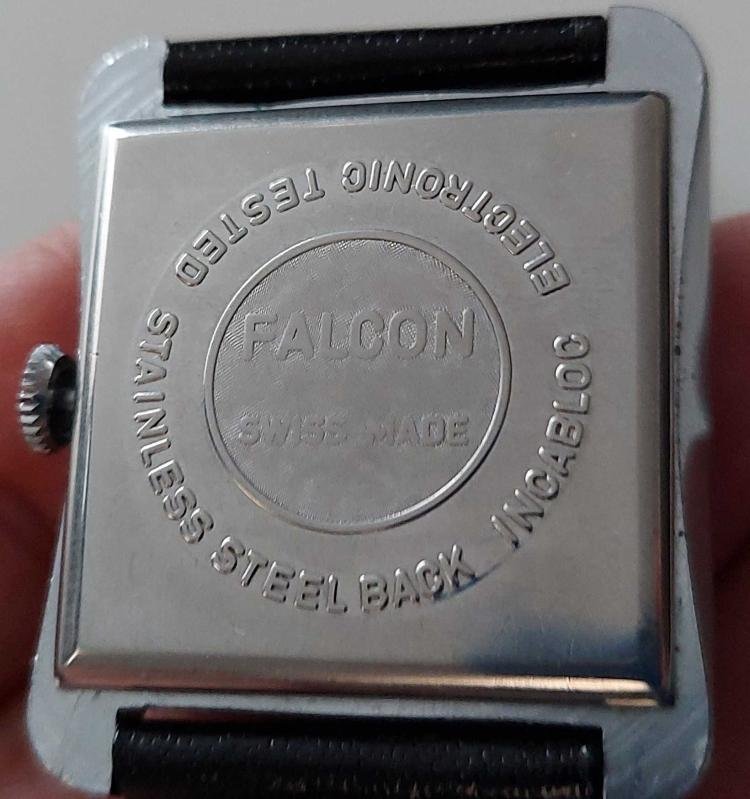 FALCON
SWISS MADE
STAINLESS STEEL BACK INCABLOC ELECTRONIC TESTED